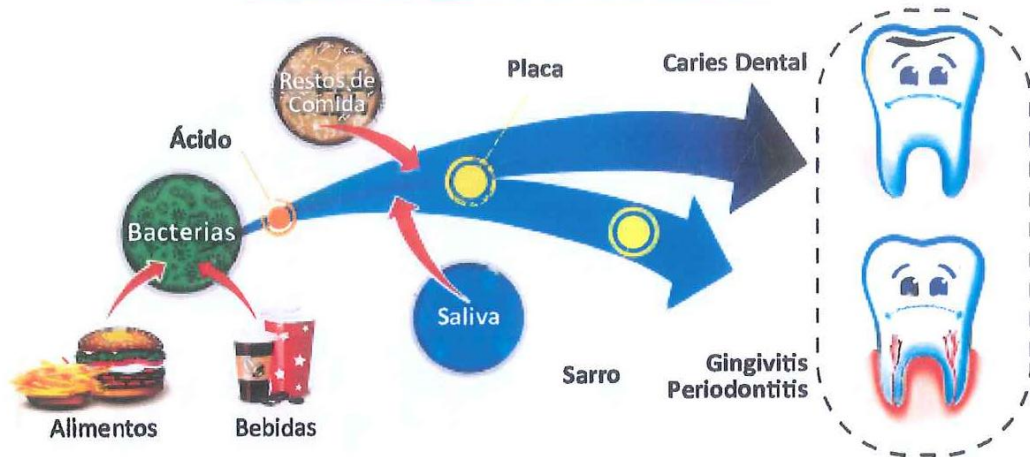 Restos de
Comida
Placa
Caries Dental
Ácido
Bacterias
Saliva
Sarro
Gingivitis
Periodontitis
Alimentos
Bebidas